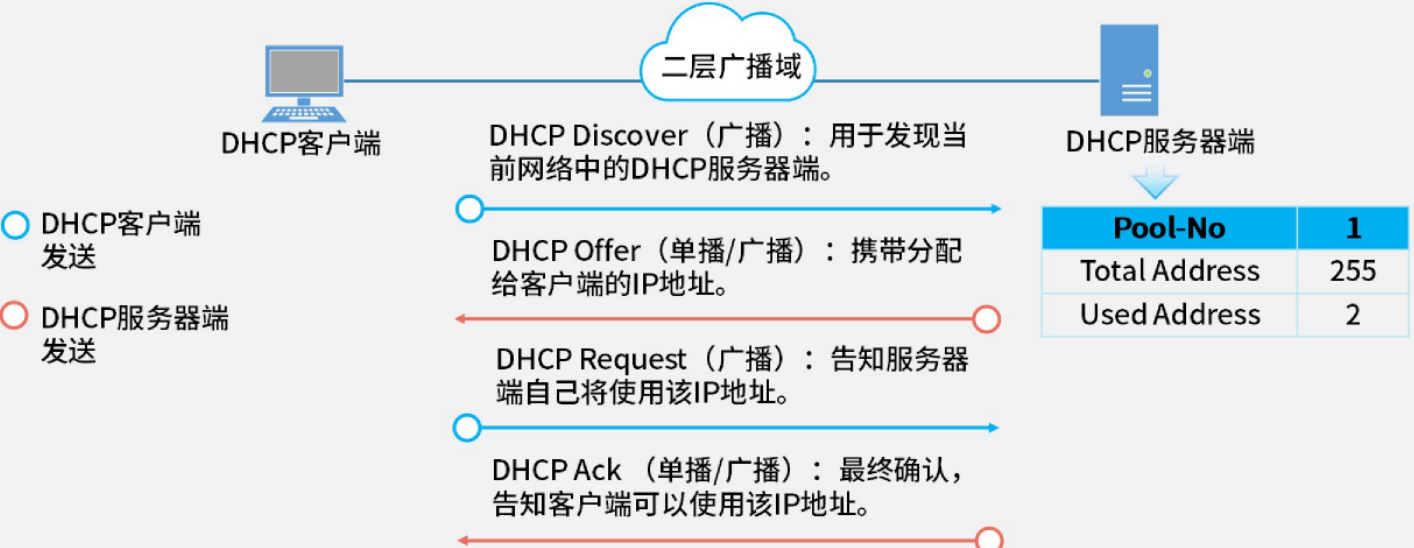 二层广播域
DHCP客户端
DHCP服务器端
DHCP Discover（广播）：用于发现当
前网络中的DHCP服务器端。
DHCP客户端
发送
DHCP Offer（单播/广播）：携带分配
给客户端的IP地址。
DHCP服务器端
发送
DHCP Request（广播）：告知服务器
端自己将使用该IP地址。
DHCP Ack （单播/广播）：最终确认，
告知客户端可以使用该IP地址。
Pool-No 1
Total Address 255
Used Address 2